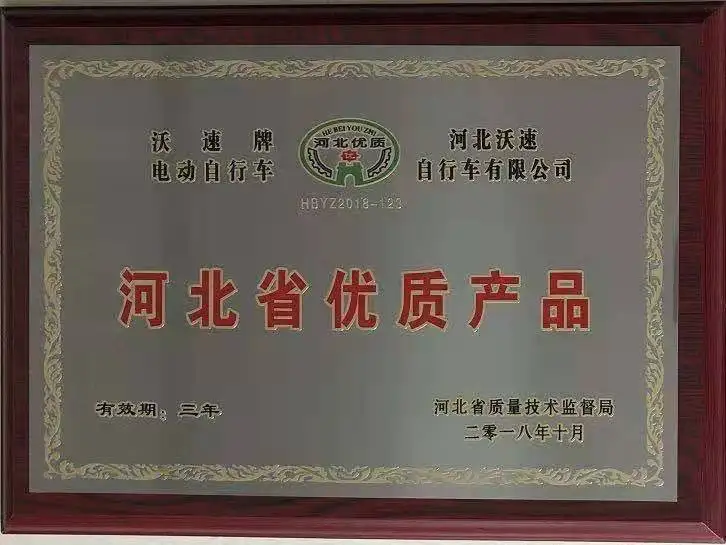 沃速牌
电动自行车
HE BEI YOU ZHI
河北优质
HBYZ2018-123
河北沃速
自行车有限公司
河北省优质产品
有效期：三年
河北省质量技术监督局
二零一八年十月